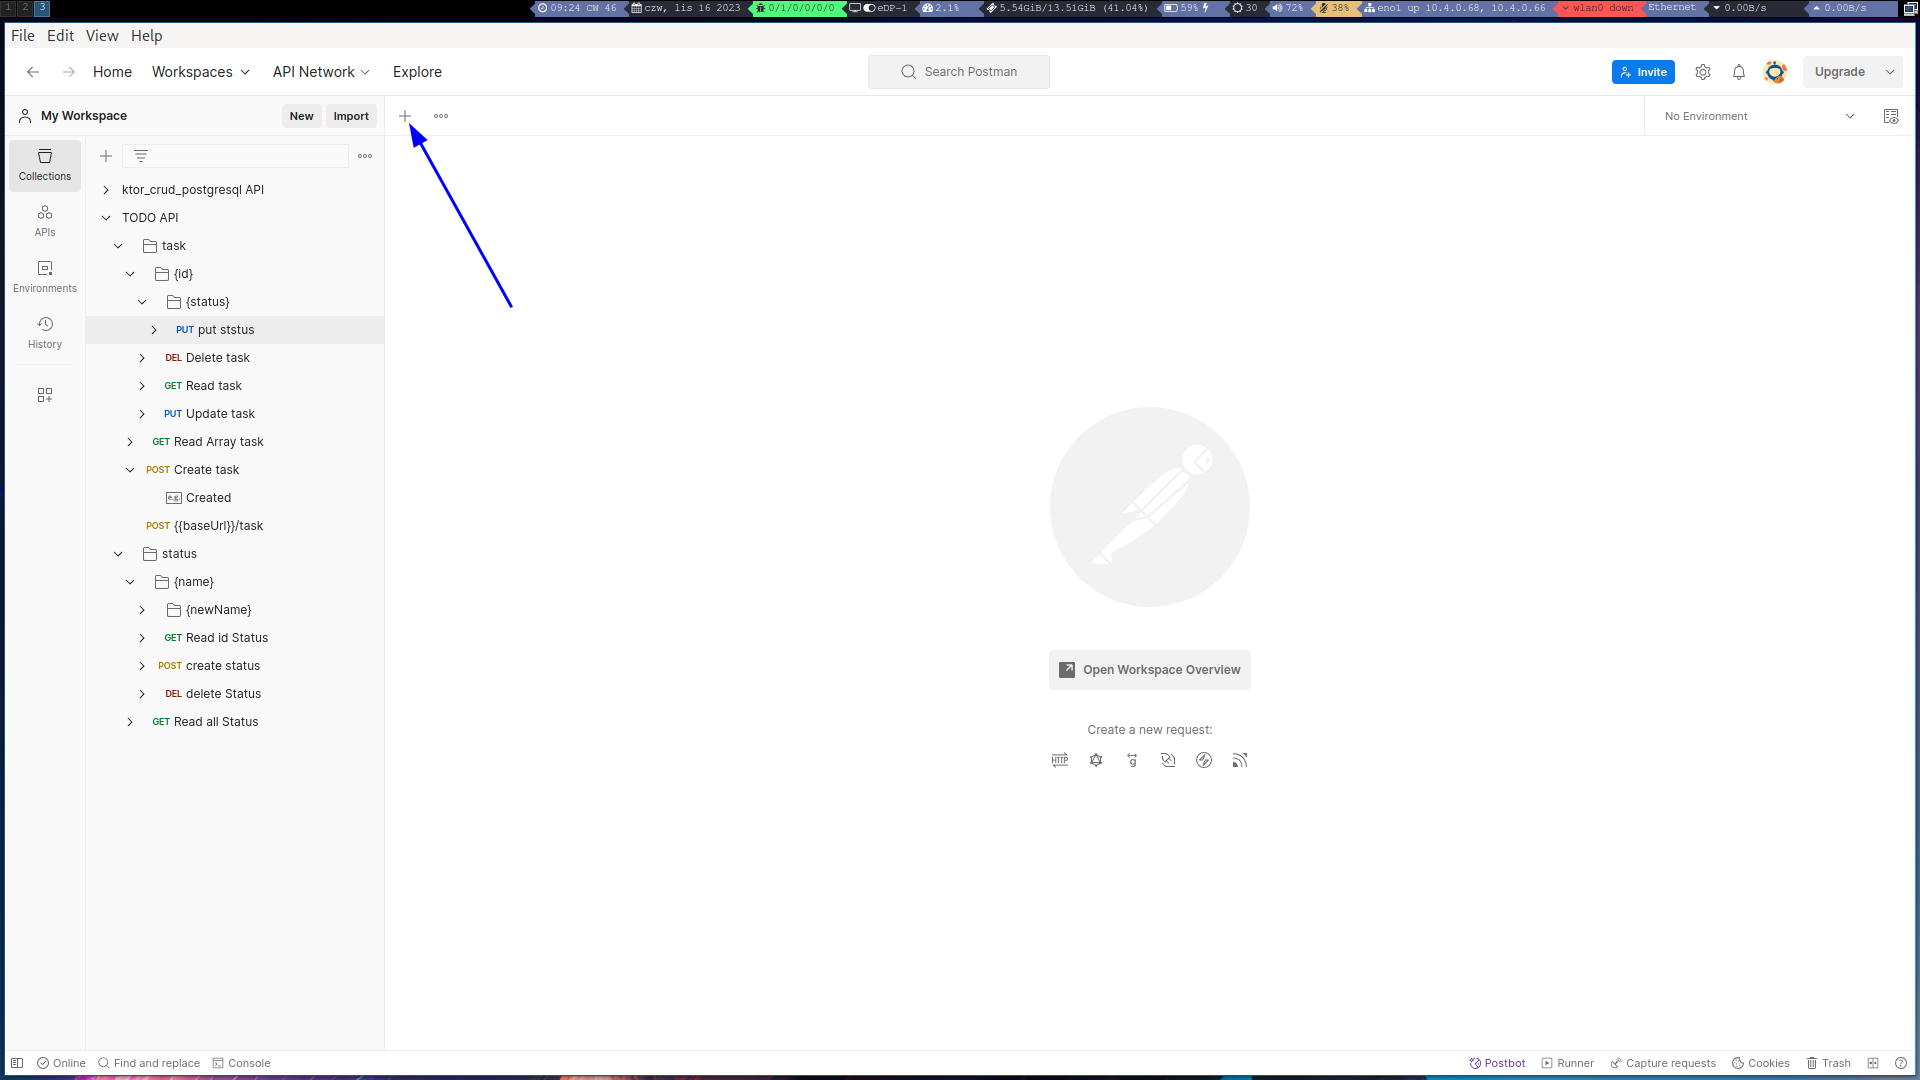 1 2 3 09:24 CW 46 czw, lis 16 2023 0/1/0/0/0/0 eDP-1 2.1% 5.54GiB/13.51GiB (41.04%) 59% 30 72% 38% eno1 up 10.4.0.68, 10.4.0.66 wlan0 down Ethernet 0.00B/s 0.00B/s
File Edit View Help
Home Workspaces API Network Explore Search Postman Invite Upgrade
My Workspace New Import No Environment
Collections
APIs
Environments
History
ktor_crud_postgresql API
TODO API
task
{id}
{status}
PUT put ststus
DEL Delete task
GET Read task
PUT Update task
GET Read Array task
POST Create task
e.g. Created
POST {{baseUrl}}/task
status
{name}
{newName}
GET Read id Status
POST create status
DEL delete Status
GET Read all Status
Open Workspace Overview
Create a new request:
HTTP g
Online Find and replace Console Postbot Runner Capture requests Cookies Trash